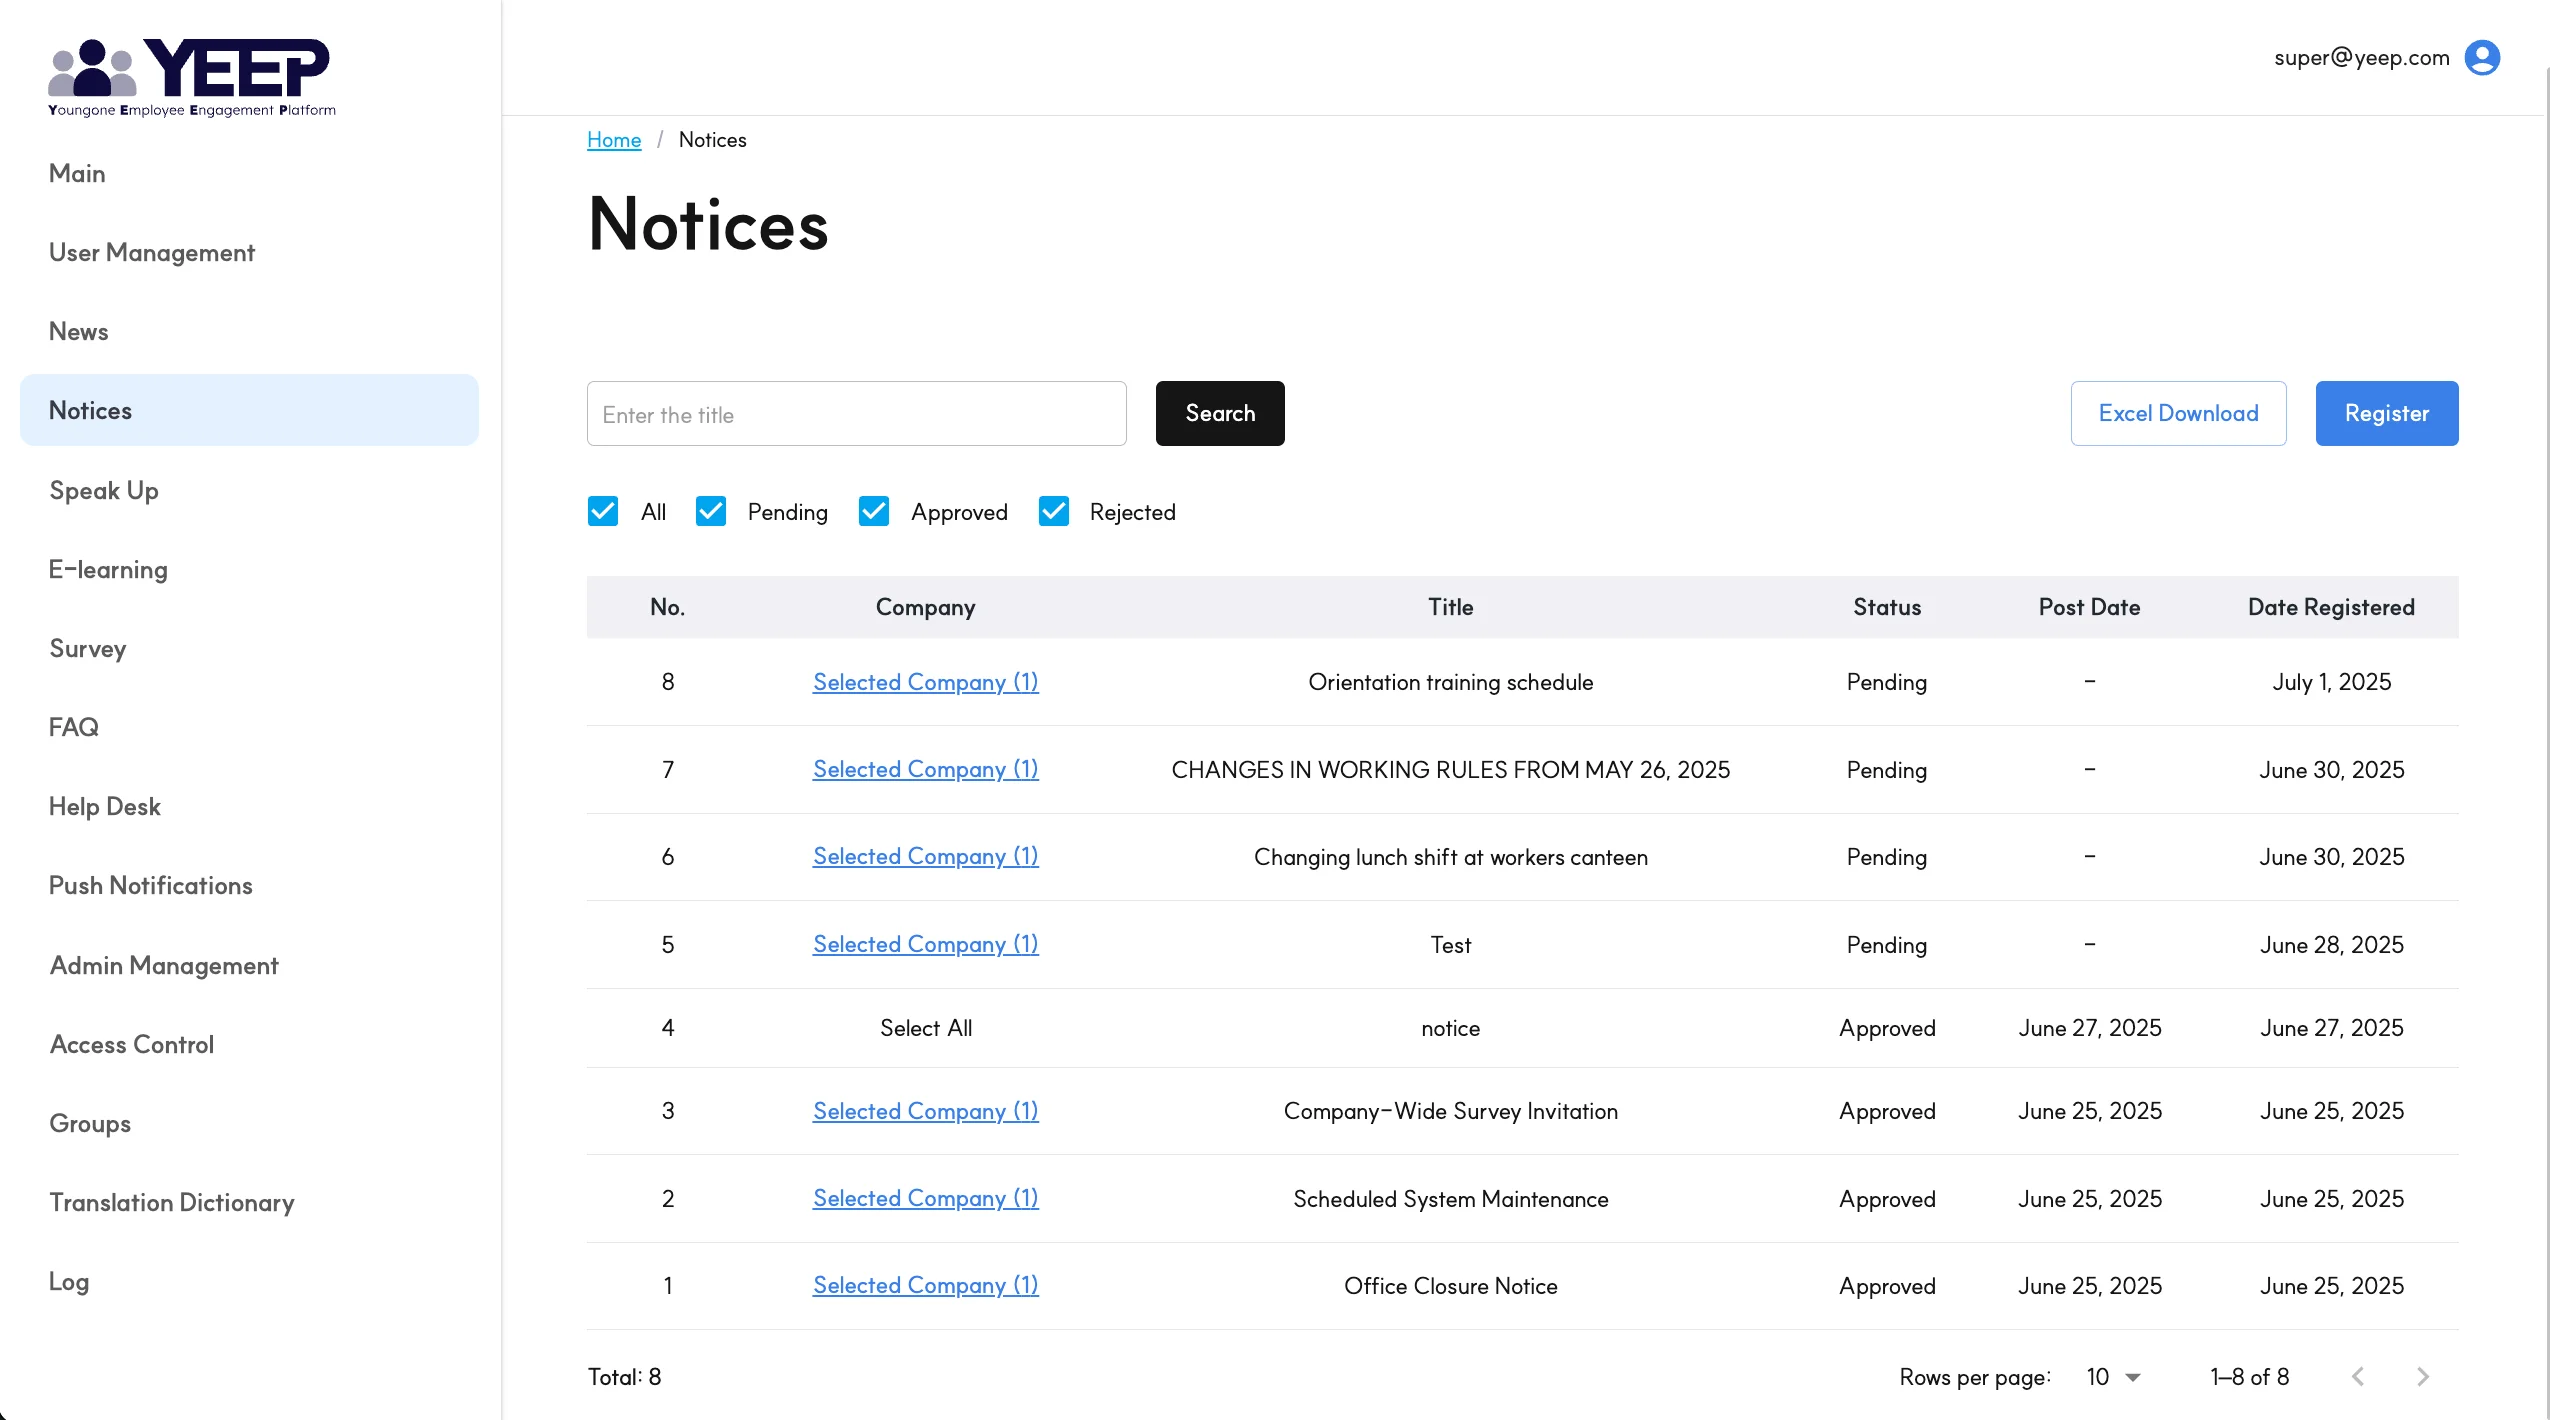 YEEP
Youngone Employee Engagement Platform
super@yeep.com
Main
User Management
News
Notices
Speak Up
E-learning
Survey
FAQ
Help Desk
Push Notifications
Admin Management
Access Control
Groups
Translation Dictionary
Log
Home / Notices
Notices
Enter the title Search Excel Download Register
All Pending Approved Rejected
No. Company Title Status Post Date Date Registered
8 Selected Company (1) Orientation training schedule Pending - July 1, 2025
7 Selected Company (1) CHANGES IN WORKING RULES FROM MAY 26, 2025 Pending - June 30, 2025
6 Selected Company (1) Changing lunch shift at workers canteen Pending - June 30, 2025
5 Selected Company (1) Test Pending - June 28, 2025
4 Select All notice Approved June 27, 2025 June 27, 2025
3 Selected Company (1) Company-Wide Survey Invitation Approved June 25, 2025 June 25, 2025
2 Selected Company (1) Scheduled System Maintenance Approved June 25, 2025 June 25, 2025
1 Selected Company (1) Office Closure Notice Approved June 25, 2025 June 25, 2025
Total: 8 Rows per page: 10 1–8 of 8